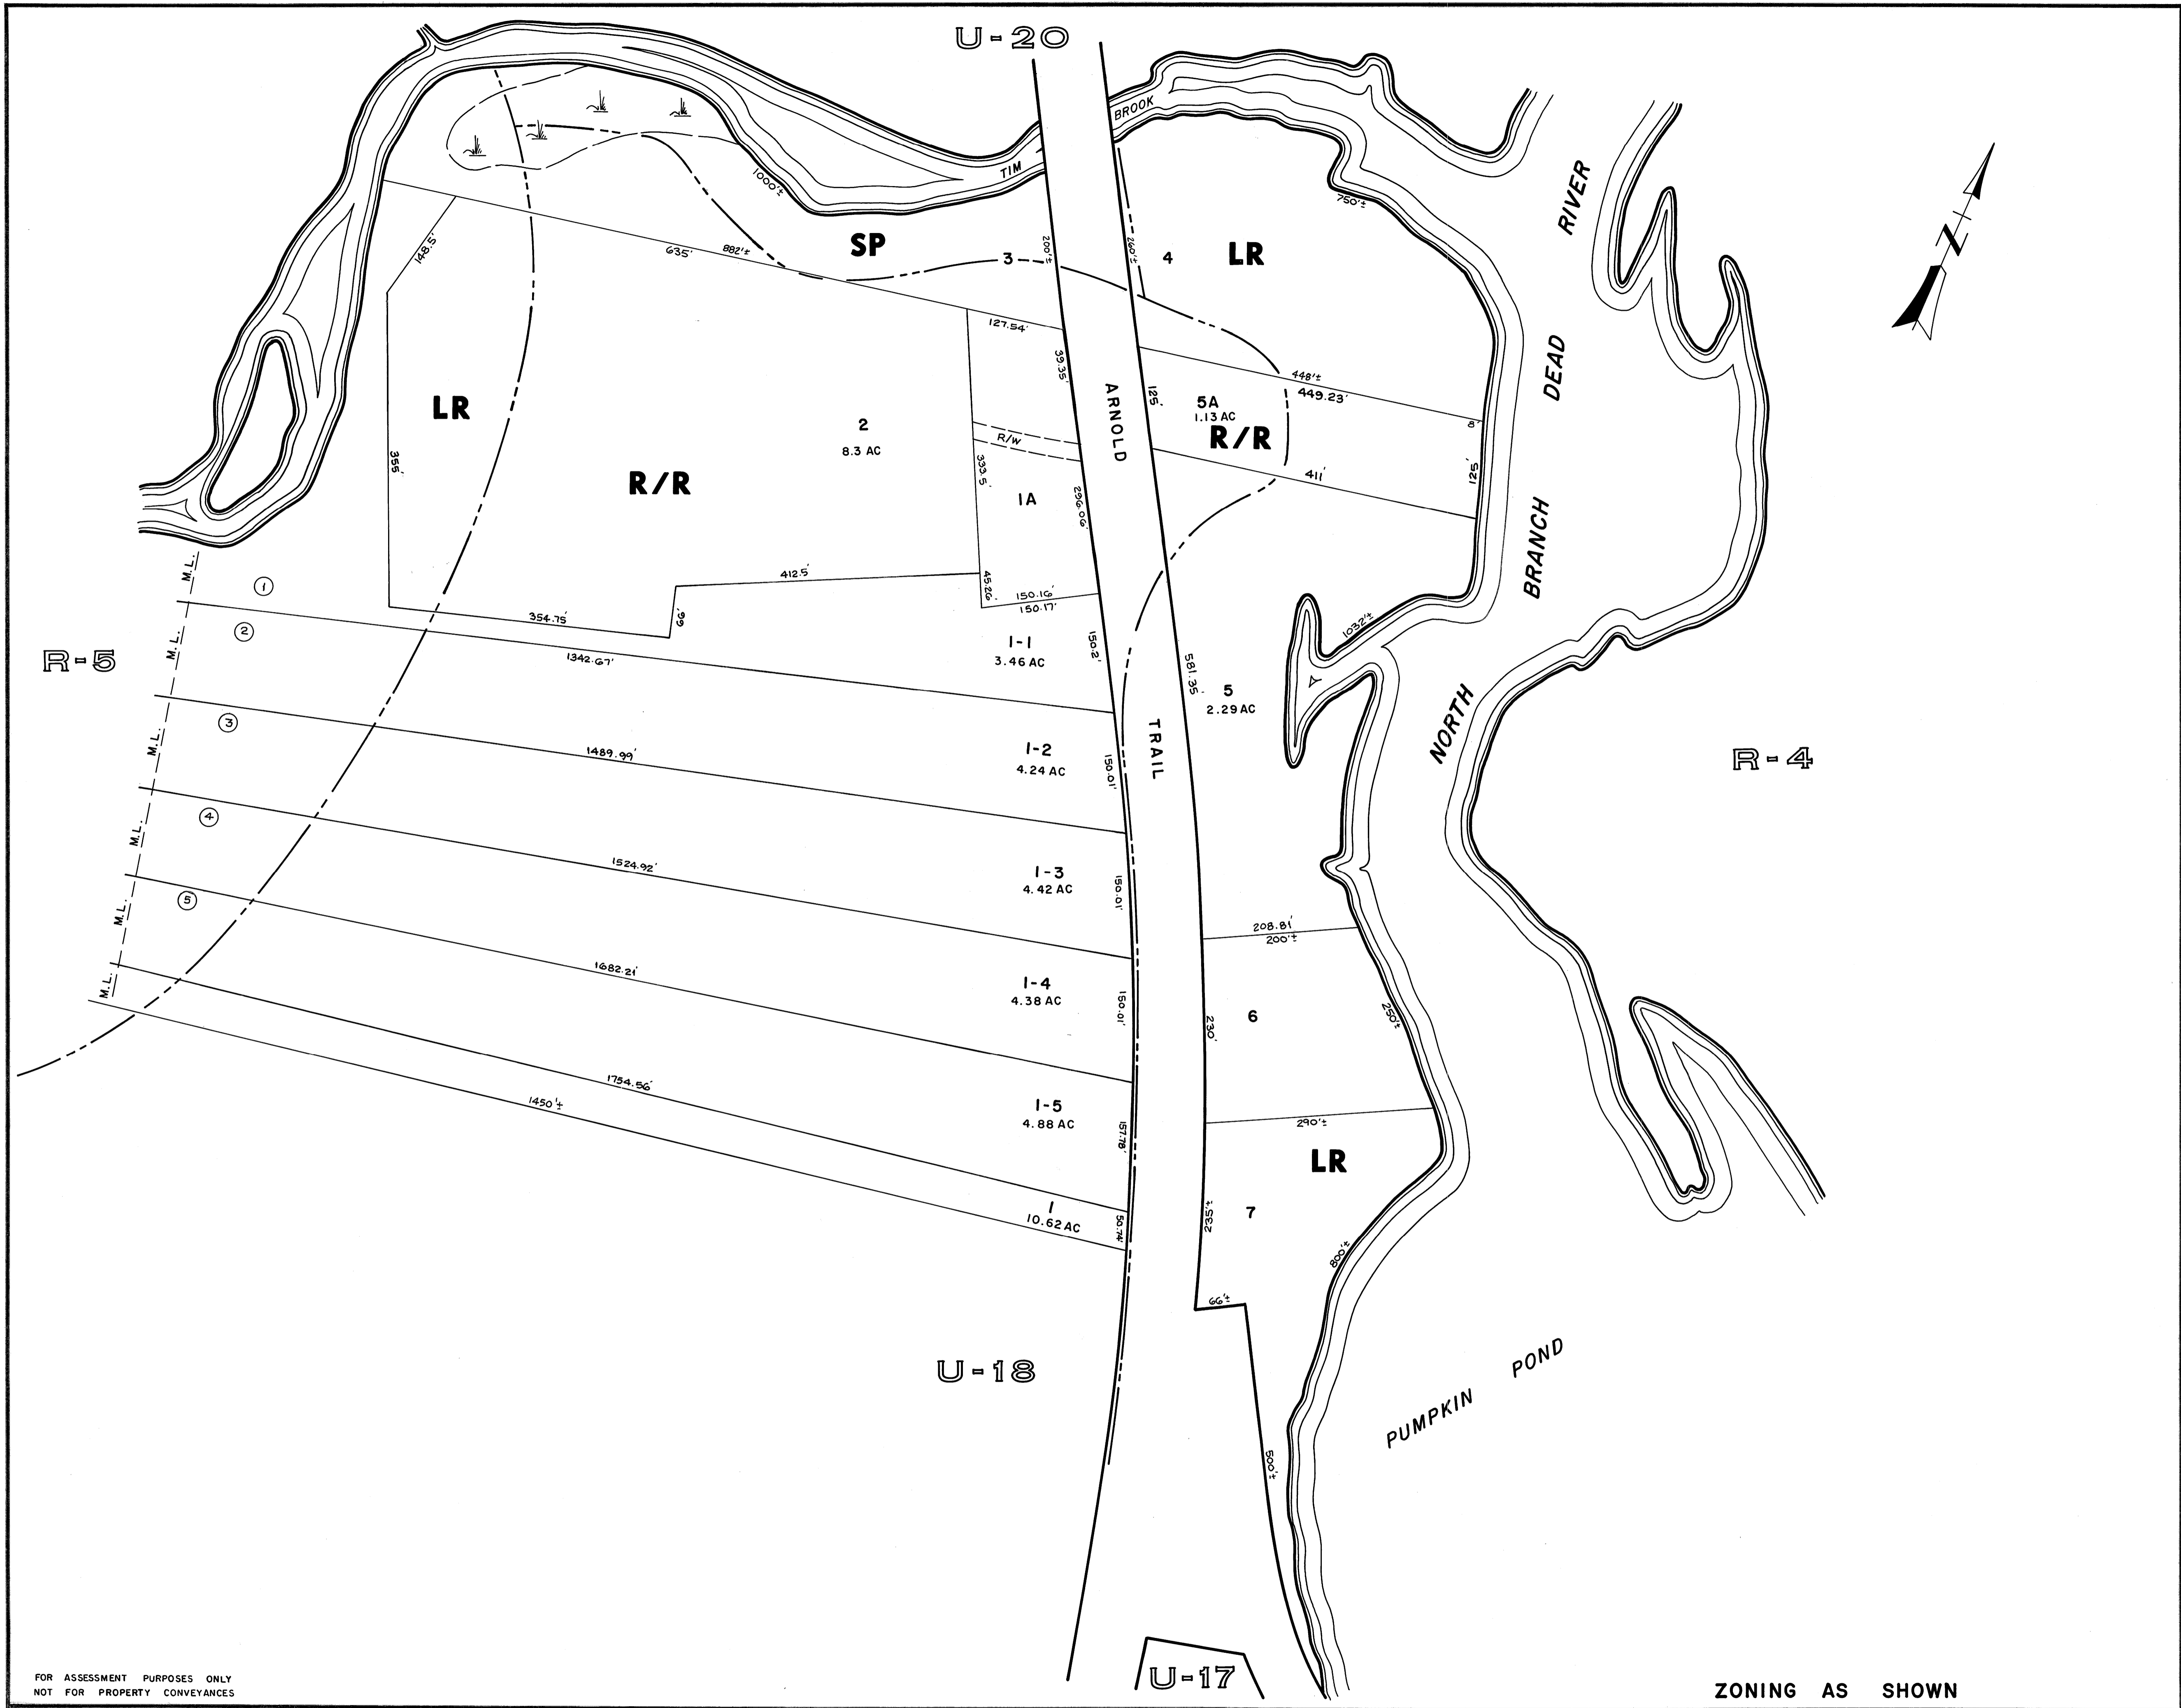 U-20
BROOK
TIM
1000'±
750'±
RIVER
N
148.5'
635'
882'±
SP
3
200'±
260'±
4
LR
127.54'
39.35'
ARNOLD
125'
448'±
449.23'
5A
1.13 AC
R/R
8'
DEAD
LR
2
8.3 AC
R/W
355'
R/R
333.5'
1A
296.06'
411'
125'
BRANCH
M.L.
1
412.5'
45.26'
150.16'
150.17'
354.75'
66'
1032'±
2
M.L.
R-5
1342.67'
1-1
3.46 AC
150.2'
581.35'
5
2.29 AC
NORTH
3
M.L.
1489.99'
1-2
4.24 AC
150.01'
TRAIL
R-4
4
M.L.
1524.92'
1-3
4.42 AC
150.01'
5
M.L.
208.81'
200'±
M.L.
1682.21'
1-4
4.38 AC
150.01'
230'
6
250'±
1754.56'
1450'±
1-5
4.88 AC
157.78'
290'±
LR
1
10.62 AC
50.74'
235'±
7
800'±
66'±
U-18
POND
PUMPKIN
500'±
U-17
FOR ASSESSMENT PURPOSES ONLY
NOT FOR PROPERTY CONVEYANCES
ZONING AS SHOWN